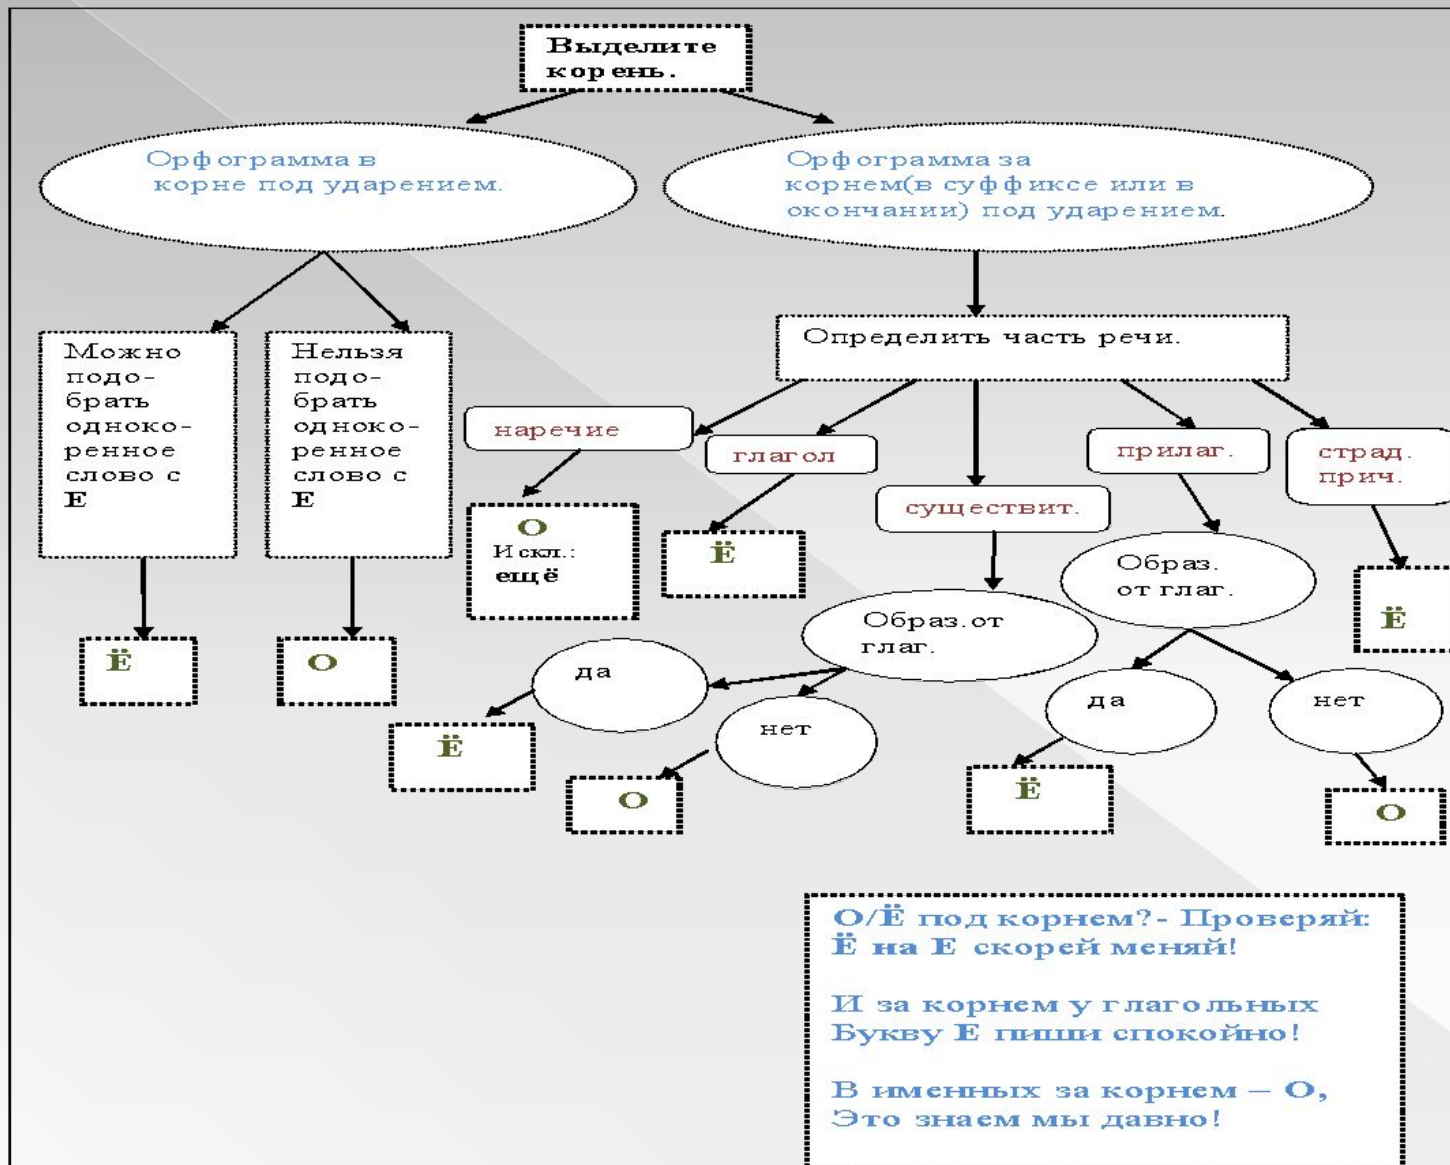 Выделите
корень.
Орфограмма в
корне под ударением.
Орфограмма за
корнем(в суффиксе или в
окончании) под ударением.
Можно
подо-
брать
одноко-
ренное
слово с
Е
Нельзя
подо-
брать
одноко-
ренное
слово с
Е
Определить часть речи.
наречие
глагол
существит.
прилаг.
страд.
прич.
О
Искл.:
ещё
Ё
Образ.от
глаг.
Образ.
от глаг.
Ё
Ё
О
да
нет
да
нет
Ё
О
Ё
О
О/Ё под корнем?- Проверяй:
Ё на Е скорей меняй!
И за корнем у глагольных
Букву Е пиши спокойно!
В именных за корнем – О,
Это знаем мы давно!